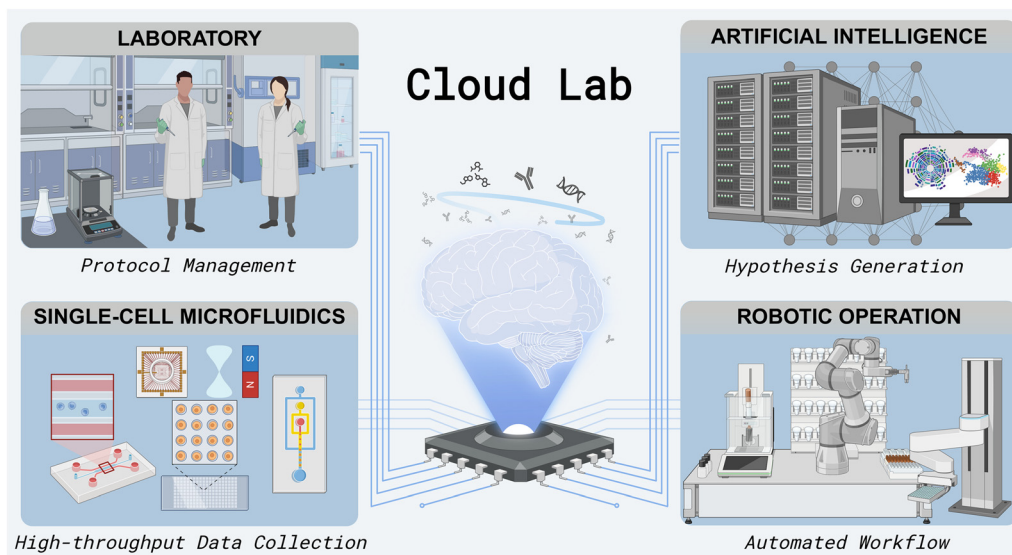 LABORATORY
Protocol Management
Cloud Lab
ARTIFICIAL INTELLIGENCE
Hypothesis Generation
SINGLE-CELL MICROFLUIDICS
S
N
High-throughput Data Collection
ROBOTIC OPERATION
Automated Workflow